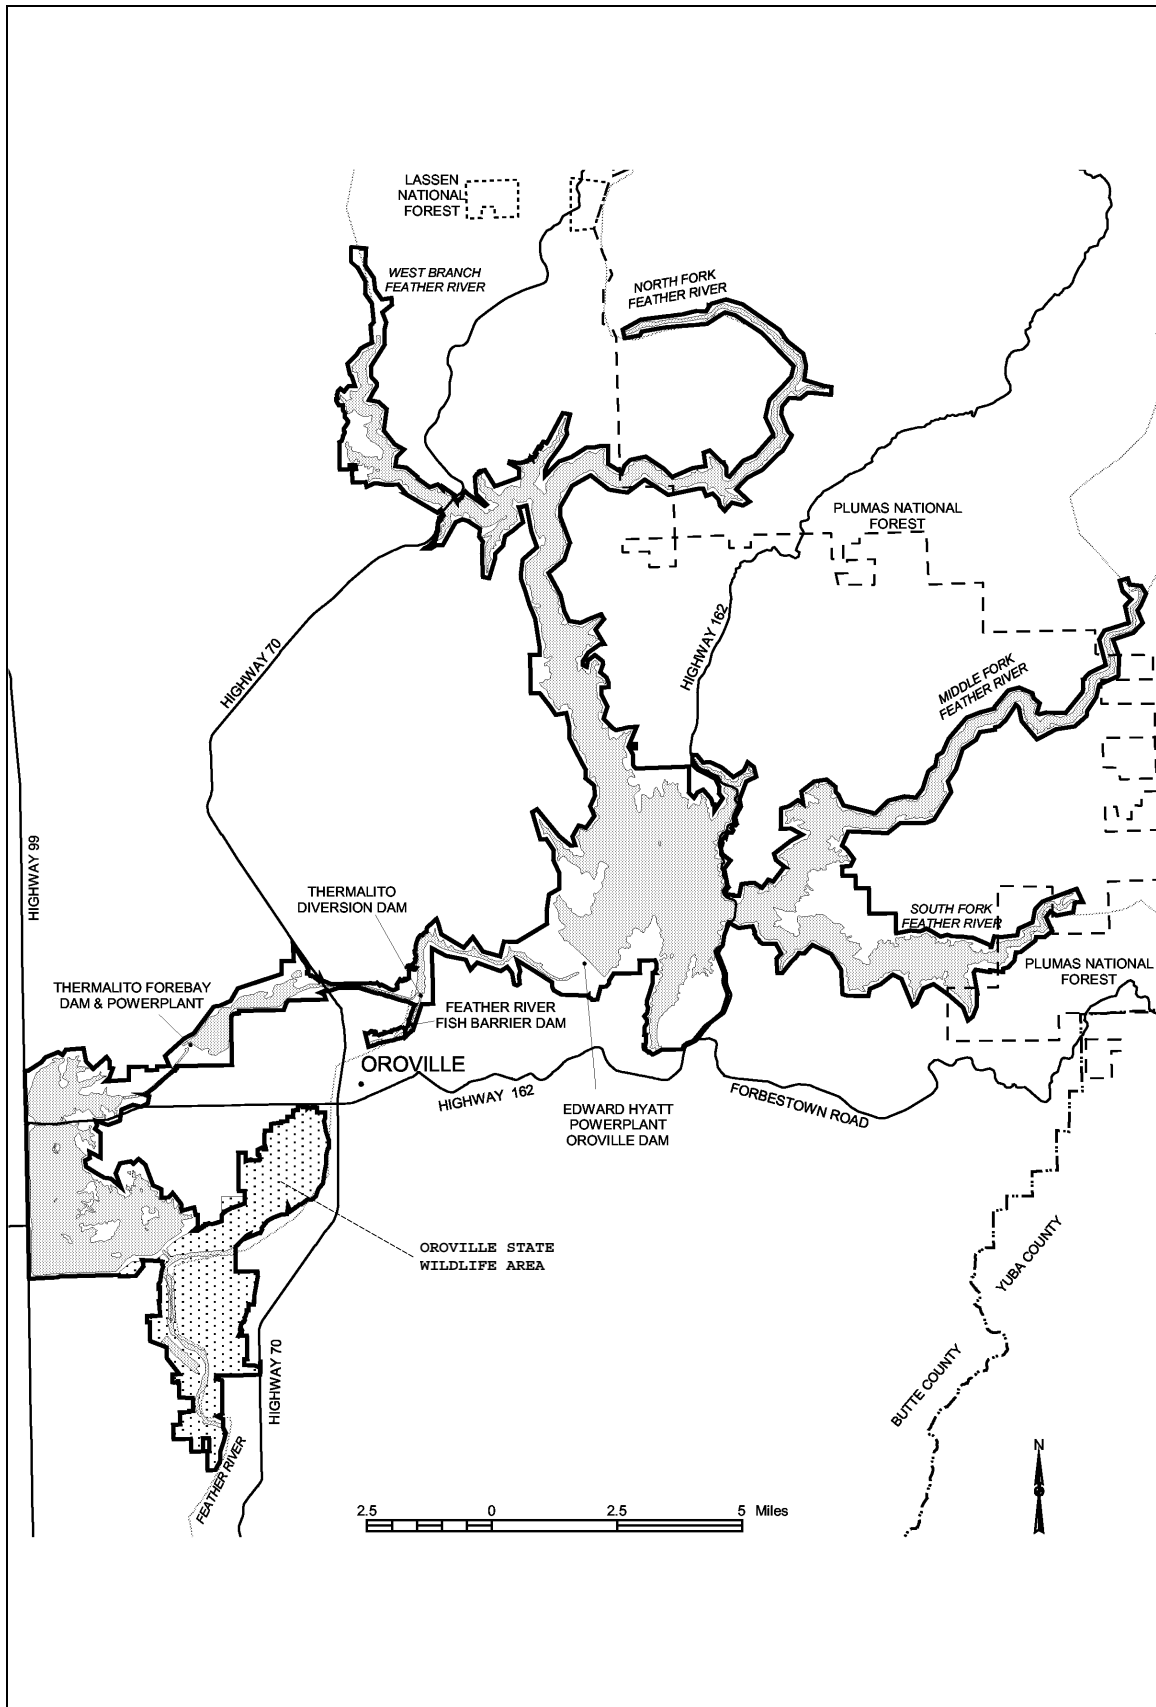 LASSEN
NATIONAL
FOREST
WEST BRANCH
FEATHER RIVER
NORTH FORK
FEATHER RIVER
PLUMAS NATIONAL
FOREST
HIGHWAY 70
HIGHWAY 162
MIDDLE FORK
FEATHER RIVER
HIGHWAY 99
THERMALITO
DIVERSION DAM
SOUTH FORK
FEATHER RIVER
PLUMAS NATIONAL
FOREST
THERMALITO FOREBAY
DAM & POWERPLANT
FEATHER RIVER
FISH BARRIER DAM
OROVILLE
HIGHWAY 162
EDWARD HYATT
POWERPLANT
OROVILLE DAM
FORBESTOWN ROAD
OROVILLE STATE
WILDLIFE AREA
YUBA COUNTY
BUTTE COUNTY
HIGHWAY 70
FEATHER RIVER
N
2.5 0 2.5 5 Miles